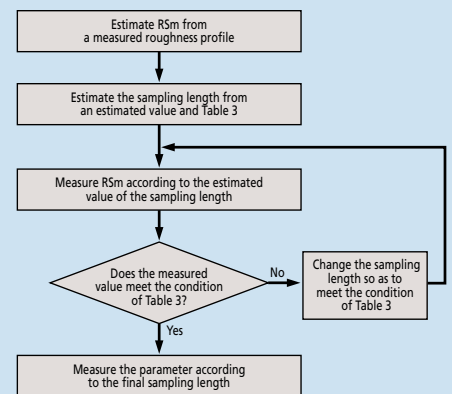 Estimate RSm from
a measured roughness profile
Estimate the sampling length from
an estimated value and Table 3
Measure RSm according to the estimated
value of the sampling length
Does the measured
value meet the condition
of Table 3?
No
Change the sampling
length so as to
meet the condition
of Table 3
Yes
Measure the parameter according
to the final sampling length